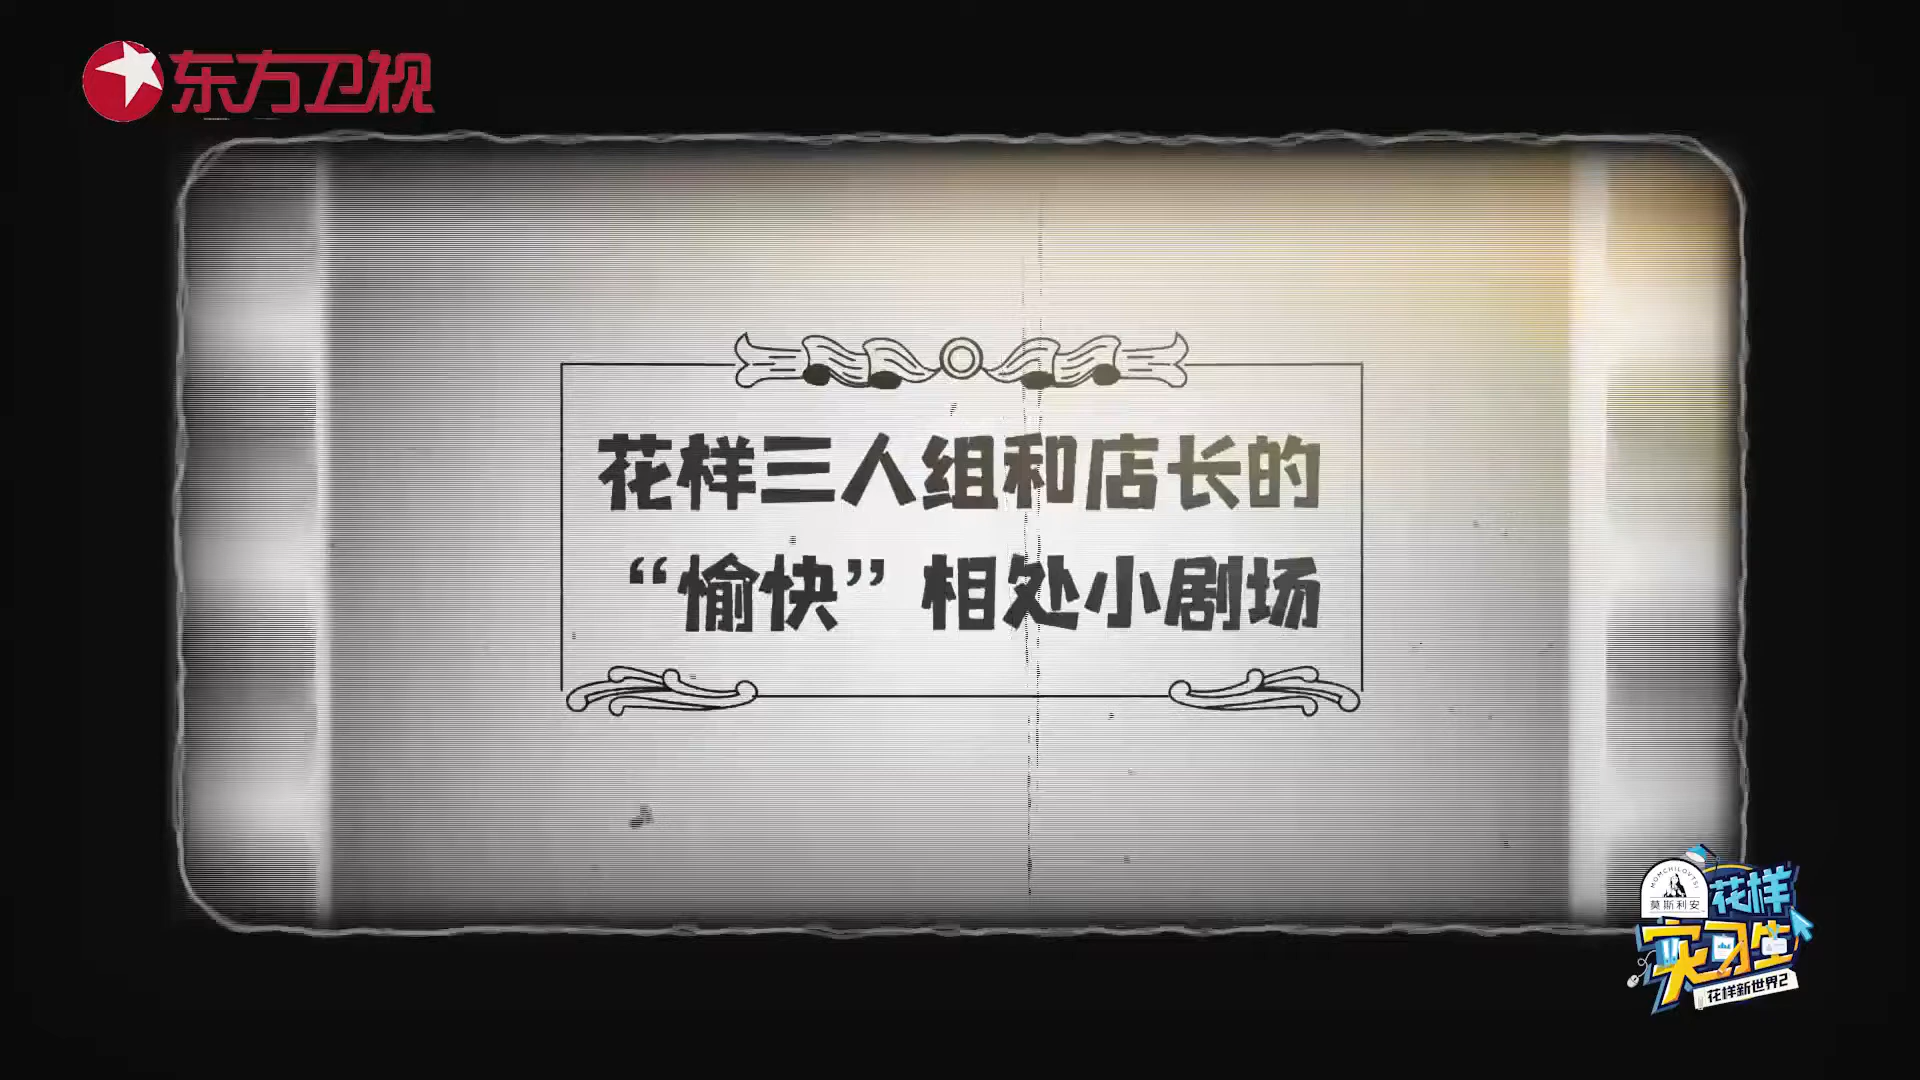 东方卫视
花样三人组和店长的
“愉快”相处小剧场
MOMCHILOVTSI
莫斯利安
花样
实习生
花样新世界2